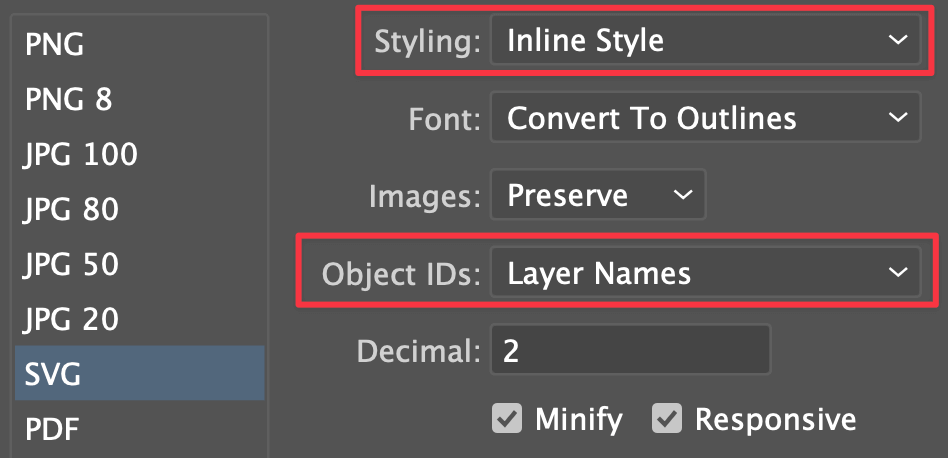 PNG
PNG 8
JPG 100
JPG 80
JPG 50
JPG 20
SVG
PDF
Styling: Inline Style
Font: Convert To Outlines
Images: Preserve
Object IDs: Layer Names
Decimal: 2
Minify Responsive